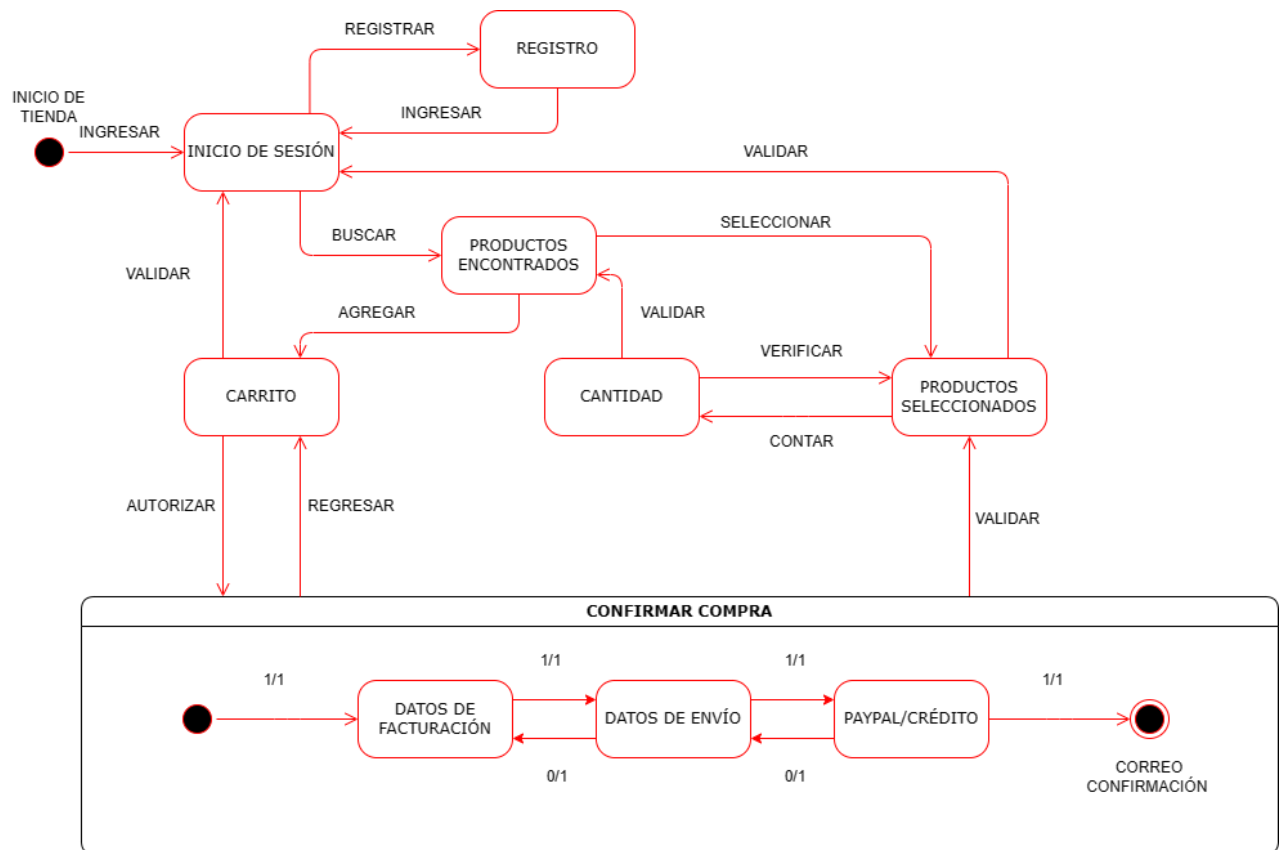 REGISTRAR
REGISTRO
INICIO DE
TIENDA
INGRESAR
INGRESAR
INICIO DE SESIÓN
VALIDAR
BUSCAR
PRODUCTOS
ENCONTRADOS
SELECCIONAR
VALIDAR
AGREGAR
VALIDAR
VERIFICAR
CARRITO
CANTIDAD
PRODUCTOS
SELECCIONADOS
CONTAR
AUTORIZAR
REGRESAR
VALIDAR
CONFIRMAR COMPRA
1/1
1/1
1/1
1/1
DATOS DE
FACTURACIÓN
DATOS DE ENVÍO
PAYPAL/CRÉDITO
0/1
0/1
CORREO
CONFIRMACIÓN